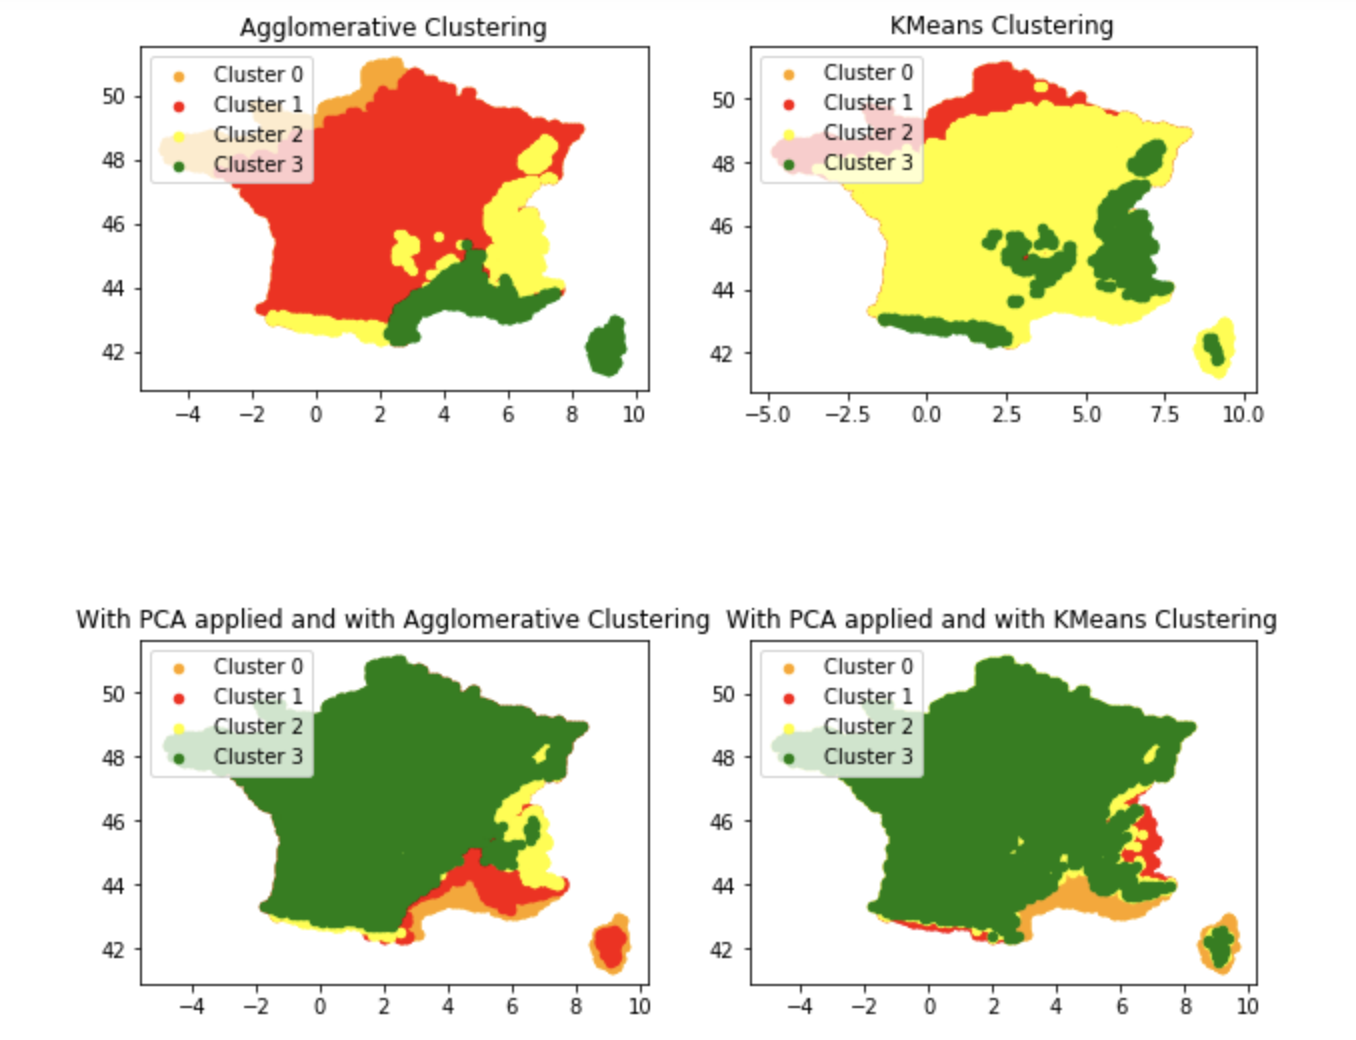 Agglomerative Clustering
Cluster 0
Cluster 1
Cluster 2
Cluster 3
50
48
46
44
42
−4 −2 0 2 4 6 8 10
KMeans Clustering
Cluster 0
Cluster 1
Cluster 2
Cluster 3
50
48
46
44
42
−5.0 −2.5 0.0 2.5 5.0 7.5 10.0
With PCA applied and with Agglomerative Clustering
Cluster 0
Cluster 1
Cluster 2
Cluster 3
50
48
46
44
42
−4 −2 0 2 4 6 8 10
With PCA applied and with KMeans Clustering
Cluster 0
Cluster 1
Cluster 2
Cluster 3
50
48
46
44
42
−4 −2 0 2 4 6 8 10